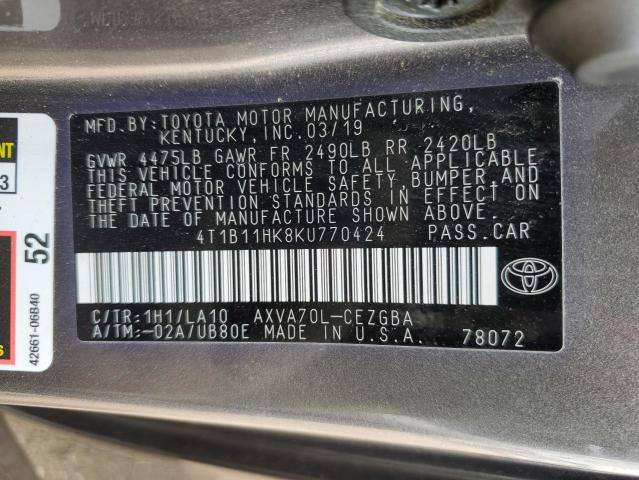 MFD.BY:TOYOTA MOTOR MANUFACTURING,
KENTUCKY, INC.03/19
GVWR 4475LB GAWR FR 2490LB RR 2420LB
THIS VEHICLE CONFORMS TO ALL APPLICABLE
FEDERAL MOTOR VEHICLE SAFETY,BUMPER AND
THEFT PREVENTION STANDARDS IN EFFECT ON
THE DATE OF MANUFACTURE SHOWN ABOVE.
4T1B11HK8KU770424 PASS.CAR
C/TR:1H1/LA10 AXVA70L-CEZGBA
A/TM:-02A/UB80E MADE IN U.S.A. 78072
52
42661-06B40